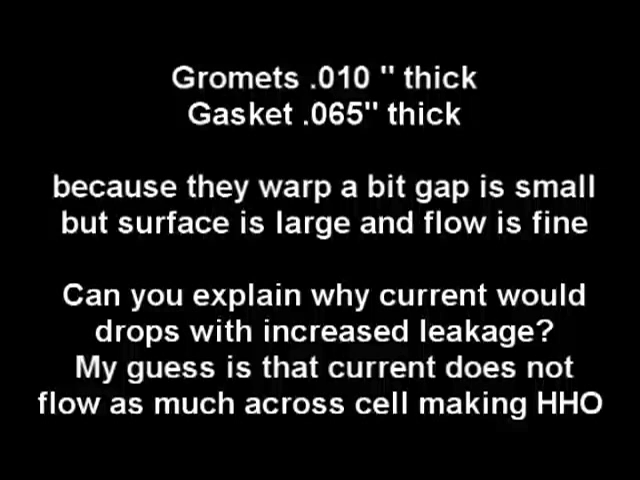 Gromets .010 " thick
Gasket .065" thick
because they warp a bit gap is small
but surface is large and flow is fine
Can you explain why current would
drops with increased leakage?
My guess is that current does not
flow as much across cell making HHO